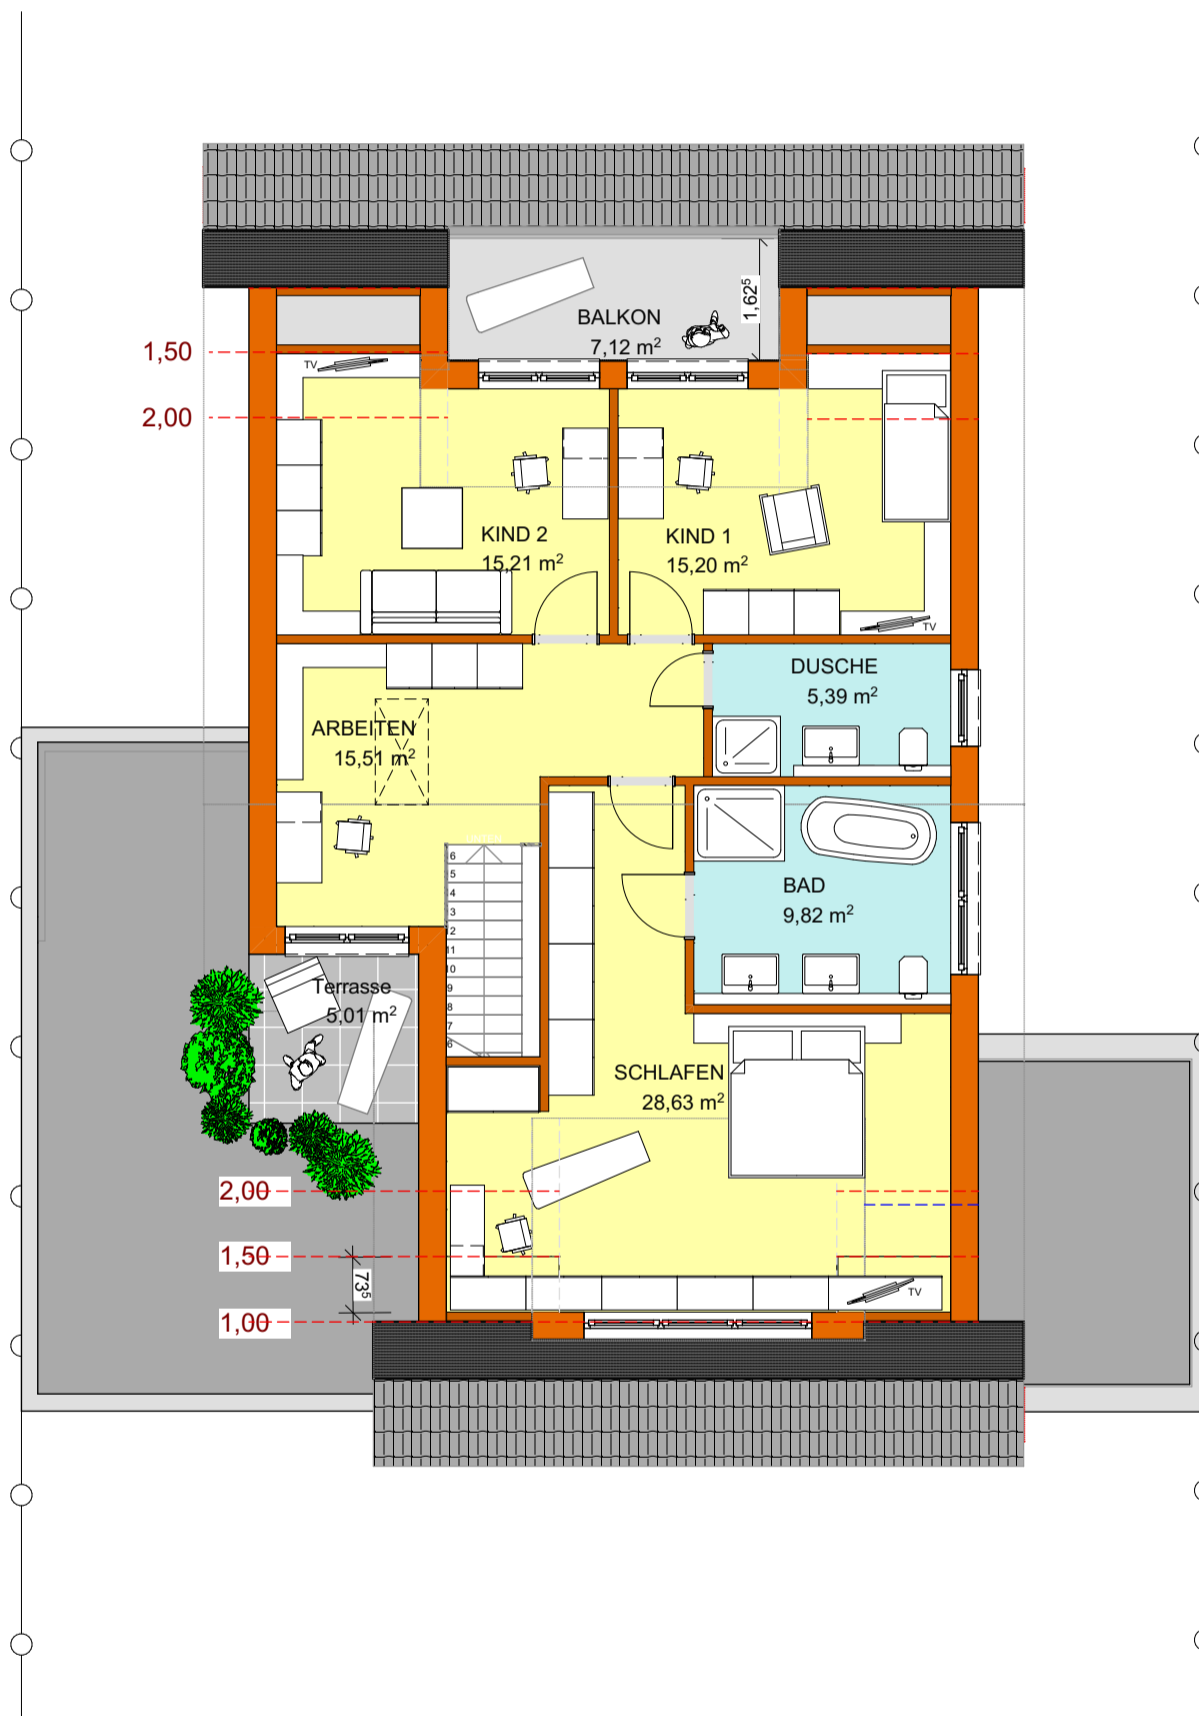 BALKON
7,12 m²
1,62⁵
1,50
2,00
TV
KIND 2
15,21 m²
KIND 1
15,20 m²
TV
DUSCHE
5,39 m²
ARBEITEN
15,51 m²
6
5
4
3
2
11
10
9
8
7
6
BAD
9,82 m²
Terrasse
5,01 m²
SCHLAFEN
28,63 m²
2,00
1,50
73⁵
1,00
TV